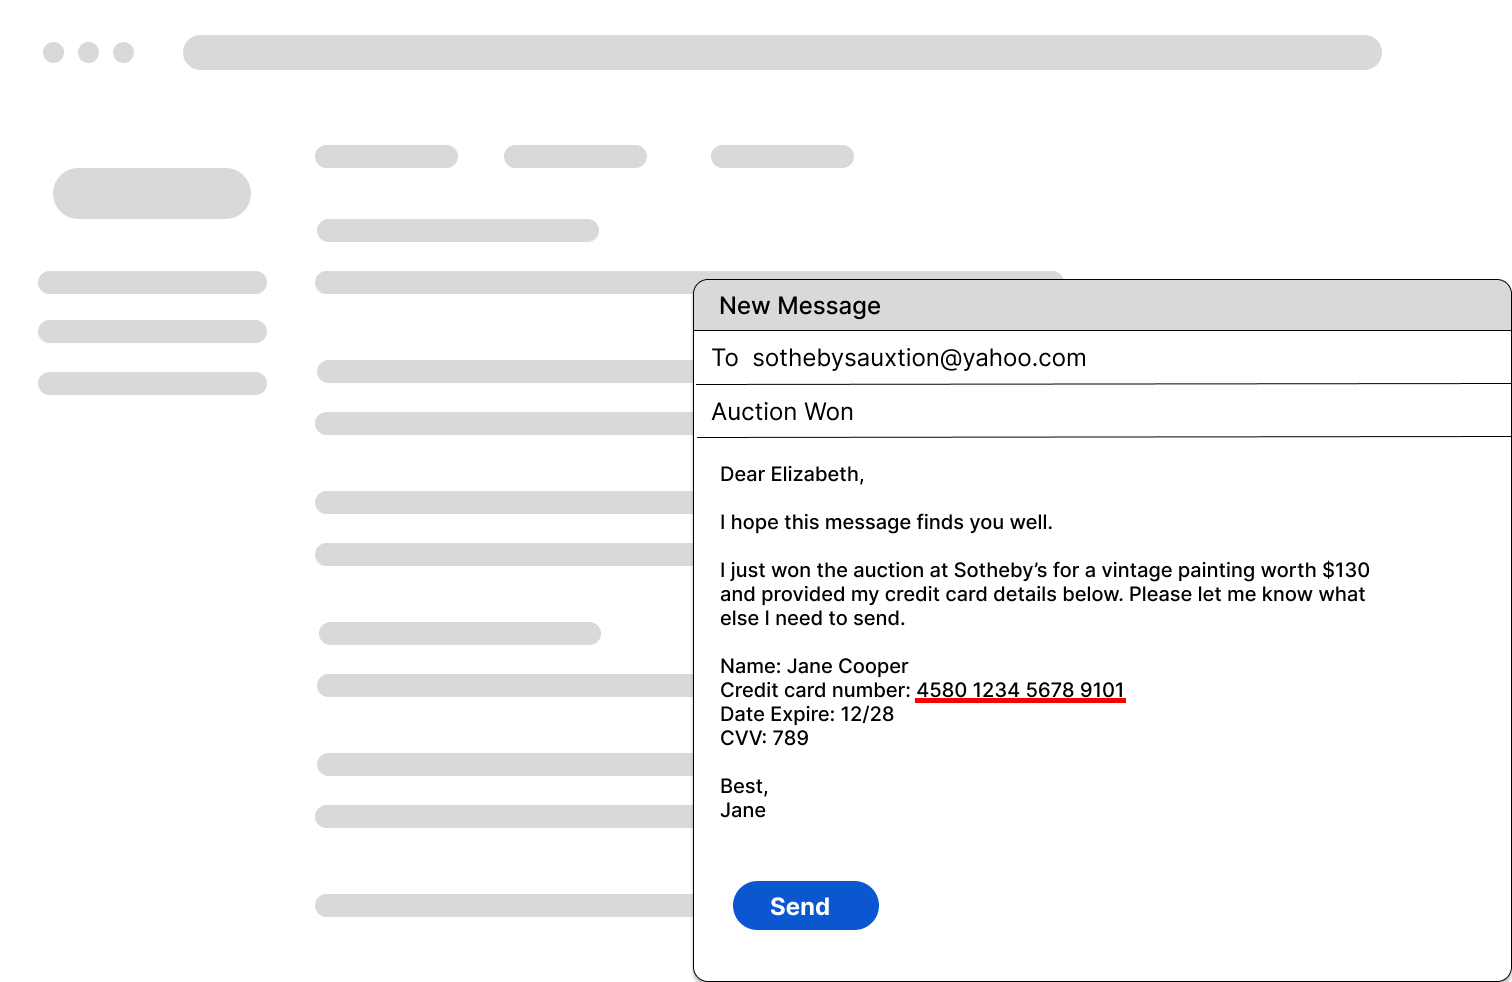 New Message
To sothebysauxtion@yahoo.com
Auction Won
Dear Elizabeth,
I hope this message finds you well.
I just won the auction at Sotheby’s for a vintage painting worth $130
and provided my credit card details below. Please let me know what
else I need to send.
Name: Jane Cooper
Credit card number: 4580 1234 5678 9101
Date Expire: 12/28
CVV: 789
Best,
Jane
Send